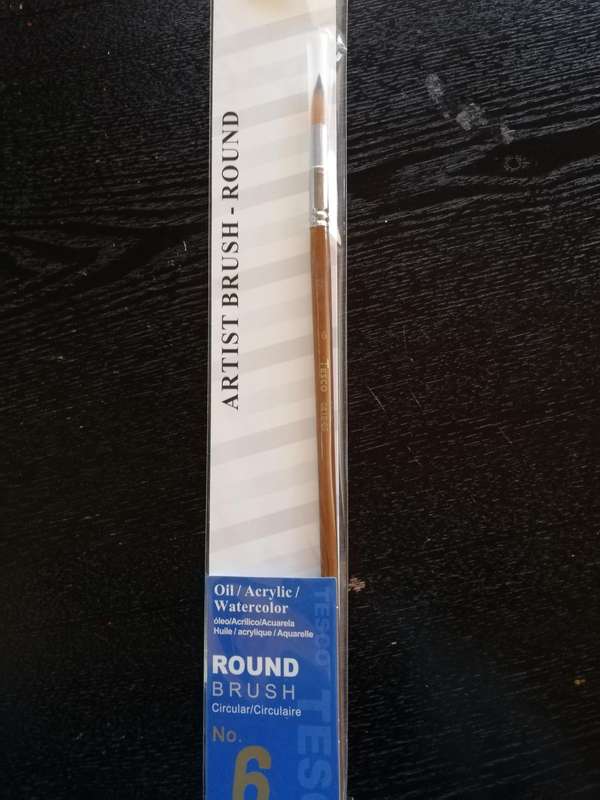 ARTIST BRUSH - ROUND
6
Tesco
Oil / Acrylic /
Watercolor
óleo/Acrílico/Acuarela
Huile / acrylique / Aquarelle
ROUND
BRUSH
Circular/Circulaire
No.
6
TESCO